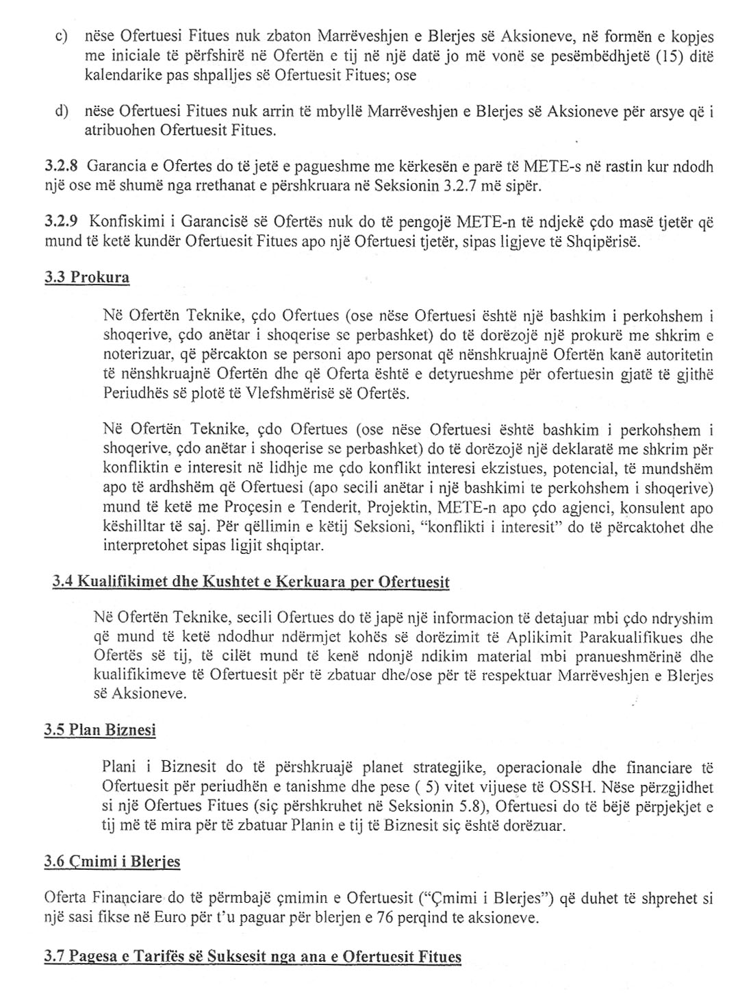 c) nëse Ofertuesi Fitues nuk zbaton Marrëveshjen e Blerjes së Aksioneve, në formën e kopjes
me iniciale të përfshirë në Ofertën e tij në një datë jo më vonë se pesëmbëdhjetë (15) ditë
kalendarike pas shpalljes së Ofertuesit Fitues; ose
d) nëse Ofertuesi Fitues nuk arrin të mbyllë Marrëveshjen e Blerjes së Aksioneve për arsye që i
atribuohen Ofertuesit Fitues.
3.2.8 Garancia e Ofertes do të jetë e pagueshme me kërkesën e parë të METE-s në rastin kur ndodh
një ose më shumë nga rrethanat e përshkruara në Seksionin 3.2.7 më sipër.
3.2.9 Konfiskimi i Garancisë së Ofertës nuk do të pengojë METE-n të ndjekë çdo masë tjetër që
mund të ketë kundër Ofertuesit Fitues apo një Ofertuesi tjetër, sipas ligjeve të Shqipërisë.
3.3 Prokura
Në Ofertën Teknike, çdo Ofertues (ose nëse Ofertuesi është një bashkim i perkohshem i
shoqerive, çdo anëtar i shoqerise se perbashket) do të dorëzojë një prokurë me shkrim e
noterizuar, që përcakton se personi apo personat që nënshkruajnë Ofertën kanë autoritetin
të nënshkruajnë Ofertën dhe që Oferta është e detyrueshme për ofertuesin gjatë të gjithë
Periudhës së plotë të Vlefshmërisë së Ofertës.
Në Ofertën Teknike, çdo Ofertues (ose nëse Ofertuesi është bashkim i perkohshem i
shoqerive, çdo anëtar i shoqerise se perbashket) do të dorëzojë një deklaratë me shkrim për
konfliktin e interesit në lidhje me çdo konflikt interesi ekzistues, potencial, të mundshëm
apo të ardhshëm që Ofertuesi (apo secili anëtar i një bashkimi te perkohshem i shoqerive)
mund të ketë me Proçesin e Tenderit, Projektin, METE-n apo çdo agjenci, konsulent apo
këshilltar të saj. Për qëllimin e këtij Seksioni, “konflikti i interesit” do të përcaktohet dhe
interpretohet sipas ligjit shqiptar.
3.4 Kualifikimet dhe Kushtet e Kerkuara per Ofertuesit
Në Ofertën Teknike, secili Ofertues do të japë një informacion të detajuar mbi çdo ndryshim
që mund të ketë ndodhur ndërmjet kohës së dorëzimit të Aplikimit Parakualifikues dhe
Ofertës së tij, të cilët mund të kenë ndonjë ndikim material mbi pranueshmërinë dhe
kualifikimeve të Ofertuesit për të zbatuar dhe/ose për të respektuar Marrëveshjen e Blerjes
së Aksioneve.
3.5 Plan Biznesi
Plani i Biznesit do të përshkruajë planet strategjike, operacionale dhe financiare të
Ofertuesit për periudhën e tanishme dhe pese ( 5) vitet vijuese të OSSH. Nëse përzgjidhet
si një Ofertues Fitues (siç përshkruhet në Seksionin 5.8), Ofertuesi do të bëjë përpjekjet e
tij më të mira për të zbatuar Planin e tij të Biznesit siç është dorëzuar.
3.6 Çmimi i Blerjes
Oferta Financiare do të përmbajë çmimin e Ofertuesit (“Çmimi i Blerjes”) që duhet të shprehet si
një sasi fikse në Euro për t’u paguar për blerjen e 76 perqind te aksioneve.
3.7 Pagesa e Tarifës së Suksesit nga ana e Ofertuesit Fitues